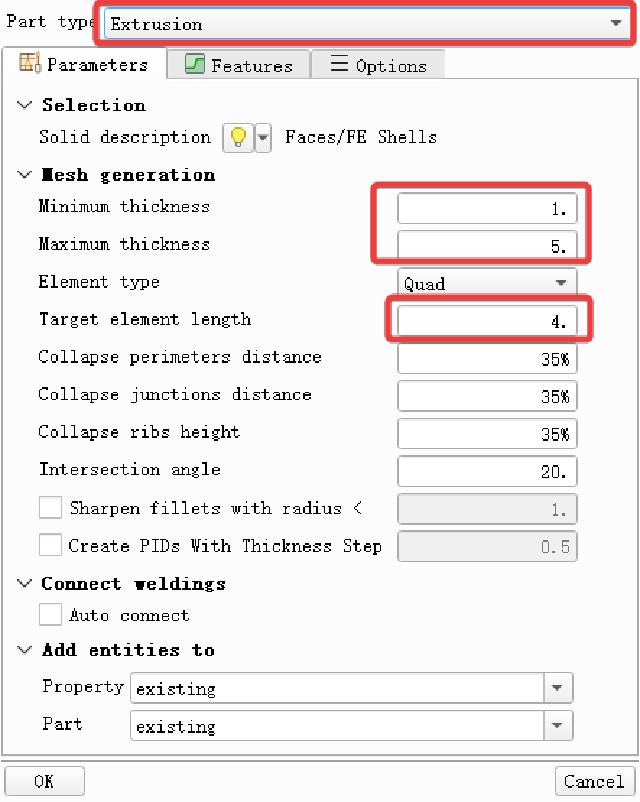 Part type Extrusion
Parameters Features Options
Selection
Solid description Faces/FE Shells
Mesh generation
Minimum thickness 1.
Maximum thickness 5.
Element type Quad
Target element length 4.
Collapse perimeters distance 35%
Collapse junctions distance 35%
Collapse ribs height 35%
Intersection angle 20.
Sharpen fillets with radius < 1.
Create PIDs With Thickness Step 0.5
Connect weldings
Auto connect
Add entities to
Property existing
Part existing
OK Cancel